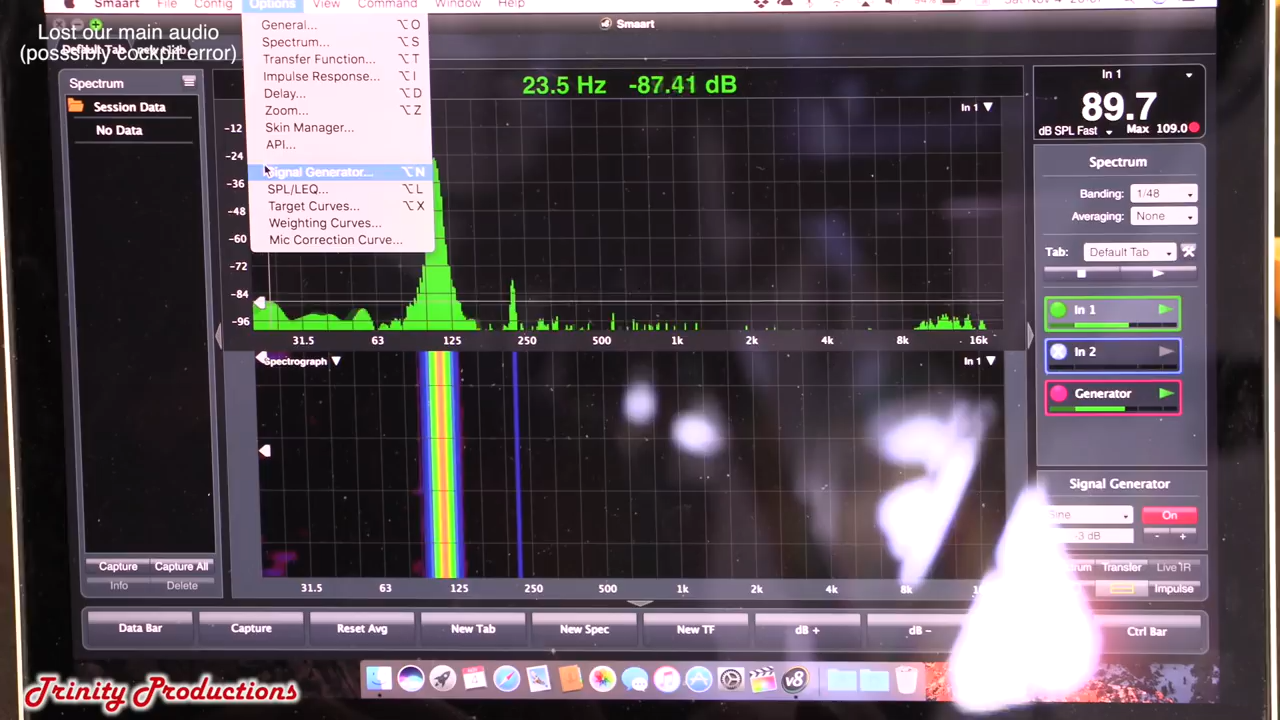 Smaart File Config Options View Command Window Help
Lost our main audio
(posssibly cockpit error)
Smaart
General... ⌥O
Spectrum... ⌥S
Transfer Function... ⌥T
Impulse Response... ⌥I
Delay... ⌥D
Zoom... ⌥Z
Skin Manager...
API...
Signal Generator... ⌥N
SPL/LEQ... ⌥L
Target Curves... ⌥X
Weighting Curves...
Mic Correction Curve...
Spectrum
Session Data
No Data
Capture Capture All
Info Delete
23.5 Hz -87.41 dB
In 1
-12
-24
-36
-48
-60
-72
-84
-96
31.5 63 125 250 500 1k 2k 4k 8k 16k
Spectrograph In 1
31.5 63 125 250 500 1k 2k 4k 8k
In 1
89.7
dB SPL Fast Max 109.0
Spectrum
Banding: 1/48
Averaging: None
Tab: Default Tab
In 1
In 2
Generator
Signal Generator
Sine On
-3 dB - +
Transfer Live IR
Impulse
Data Bar Capture Reset Avg New Tab New Spec New TF dB + dB - Ctrl Bar
v8
Trinity Productions